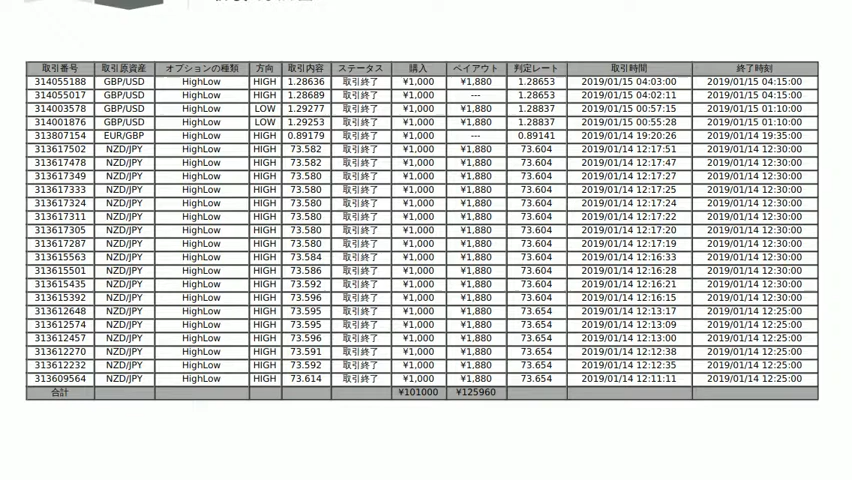 取引番号 取引原資産 オプションの種類 方向 取引内容 ステータス 購入 ペイアウト 判定レート 取引時間 終了時刻
314055188 GBP/USD HighLow HIGH 1.28636 取引終了 ¥1,000 ¥1,880 1.28653 2019/01/15 04:03:00 2019/01/15 04:15:00
314055017 GBP/USD HighLow HIGH 1.28689 取引終了 ¥1,000 --- 1.28653 2019/01/15 04:02:11 2019/01/15 04:15:00
314003578 GBP/USD HighLow LOW 1.29277 取引終了 ¥1,000 ¥1,880 1.28837 2019/01/15 00:57:15 2019/01/15 01:10:00
314001876 GBP/USD HighLow LOW 1.29253 取引終了 ¥1,000 ¥1,880 1.28837 2019/01/15 00:55:28 2019/01/15 01:10:00
313807154 EUR/GBP HighLow HIGH 0.89179 取引終了 ¥1,000 --- 0.89141 2019/01/14 19:20:26 2019/01/14 19:35:00
313617502 NZD/JPY HighLow HIGH 73.582 取引終了 ¥1,000 ¥1,880 73.604 2019/01/14 12:17:51 2019/01/14 12:30:00
313617478 NZD/JPY HighLow HIGH 73.582 取引終了 ¥1,000 ¥1,880 73.604 2019/01/14 12:17:47 2019/01/14 12:30:00
313617349 NZD/JPY HighLow HIGH 73.580 取引終了 ¥1,000 ¥1,880 73.604 2019/01/14 12:17:27 2019/01/14 12:30:00
313617333 NZD/JPY HighLow HIGH 73.580 取引終了 ¥1,000 ¥1,880 73.604 2019/01/14 12:17:25 2019/01/14 12:30:00
313617324 NZD/JPY HighLow HIGH 73.580 取引終了 ¥1,000 ¥1,880 73.604 2019/01/14 12:17:24 2019/01/14 12:30:00
313617311 NZD/JPY HighLow HIGH 73.580 取引終了 ¥1,000 ¥1,880 73.604 2019/01/14 12:17:22 2019/01/14 12:30:00
313617305 NZD/JPY HighLow HIGH 73.580 取引終了 ¥1,000 ¥1,880 73.604 2019/01/14 12:17:20 2019/01/14 12:30:00
313617287 NZD/JPY HighLow HIGH 73.580 取引終了 ¥1,000 ¥1,880 73.604 2019/01/14 12:17:19 2019/01/14 12:30:00
313615563 NZD/JPY HighLow HIGH 73.584 取引終了 ¥1,000 ¥1,880 73.604 2019/01/14 12:16:33 2019/01/14 12:30:00
313615501 NZD/JPY HighLow HIGH 73.586 取引終了 ¥1,000 ¥1,880 73.604 2019/01/14 12:16:28 2019/01/14 12:30:00
313615435 NZD/JPY HighLow HIGH 73.592 取引終了 ¥1,000 ¥1,880 73.604 2019/01/14 12:16:21 2019/01/14 12:30:00
313615392 NZD/JPY HighLow HIGH 73.596 取引終了 ¥1,000 ¥1,880 73.604 2019/01/14 12:16:15 2019/01/14 12:30:00
313612648 NZD/JPY HighLow HIGH 73.595 取引終了 ¥1,000 ¥1,880 73.654 2019/01/14 12:13:17 2019/01/14 12:25:00
313612574 NZD/JPY HighLow HIGH 73.595 取引終了 ¥1,000 ¥1,880 73.654 2019/01/14 12:13:09 2019/01/14 12:25:00
313612457 NZD/JPY HighLow HIGH 73.596 取引終了 ¥1,000 ¥1,880 73.654 2019/01/14 12:13:00 2019/01/14 12:25:00
313612270 NZD/JPY HighLow HIGH 73.591 取引終了 ¥1,000 ¥1,880 73.654 2019/01/14 12:12:38 2019/01/14 12:25:00
313612232 NZD/JPY HighLow HIGH 73.592 取引終了 ¥1,000 ¥1,880 73.654 2019/01/14 12:12:35 2019/01/14 12:25:00
313609564 NZD/JPY HighLow HIGH 73.614 取引終了 ¥1,000 ¥1,880 73.654 2019/01/14 12:11:11 2019/01/14 12:25:00
合計 ¥101000 ¥125960